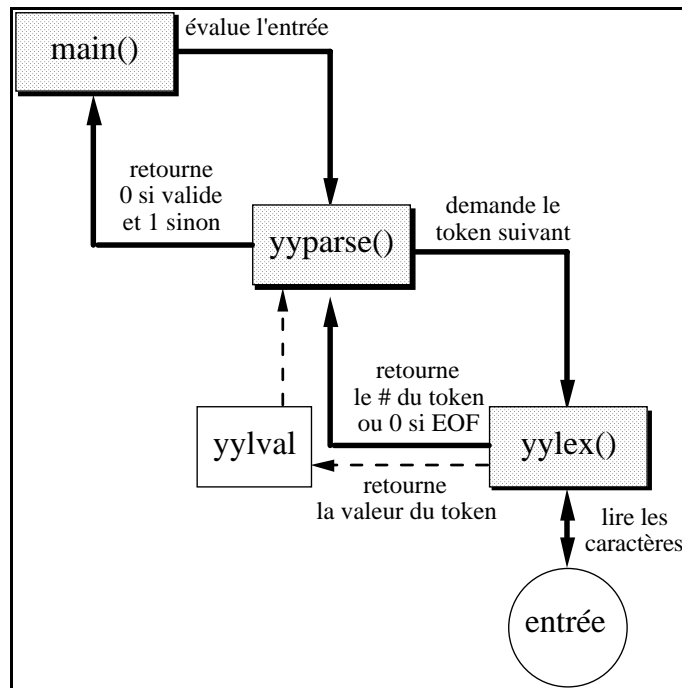 évalue l'entrée
main()
retourne
0 si valide
et 1 sinon
yyparse()
demande le
token suivant
retourne
le # du token
ou 0 si EOF
yylval
yylex()
retourne
la valeur du token
lire les
caractères
entrée